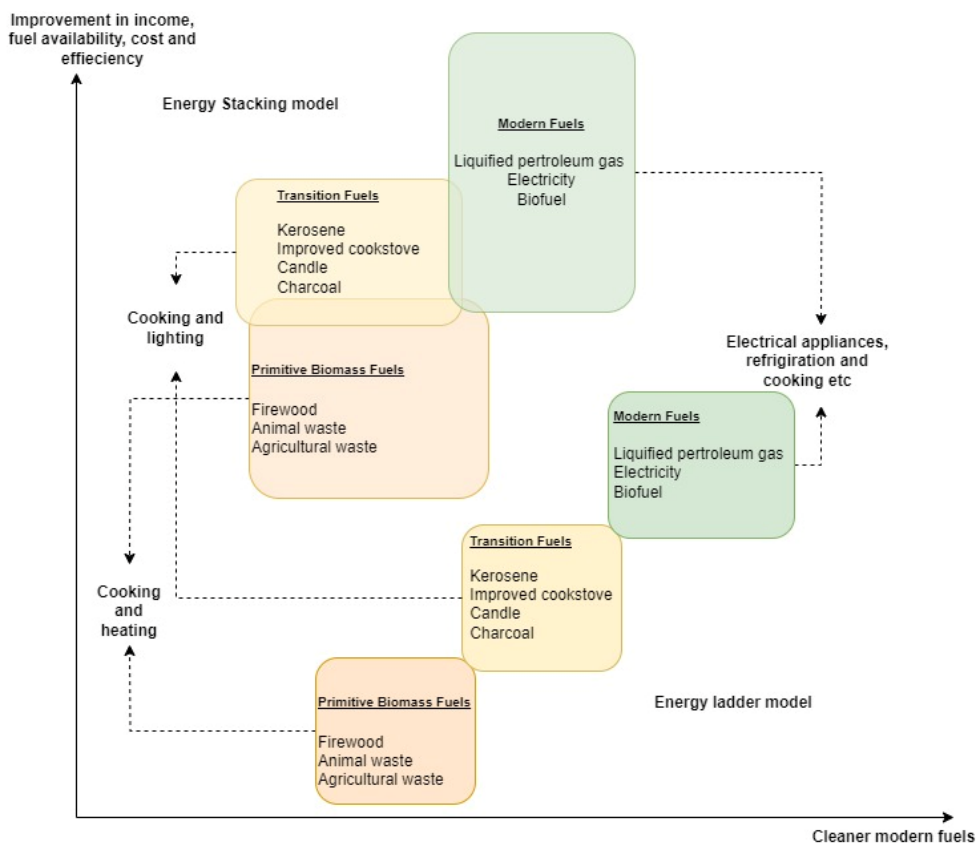 Improvement in income,
fuel availability, cost and
effieciency
Energy Stacking model
Modern Fuels
Liquified pertroleum gas
Electricity
Biofuel
Transition Fuels
Kerosene
Improved cookstove
Candle
Charcoal
Cooking and
lighting
Primitive Biomass Fuels
Firewood
Animal waste
Agricultural waste
Electrical appliances,
refrigiration and
cooking etc
Modern Fuels
Liquified pertroleum gas
Electricity
Biofuel
Transition Fuels
Kerosene
Improved cookstove
Candle
Charcoal
Cooking
and
heating
Primitive Biomass Fuels
Firewood
Animal waste
Agricultural waste
Energy ladder model
Cleaner modern fuels